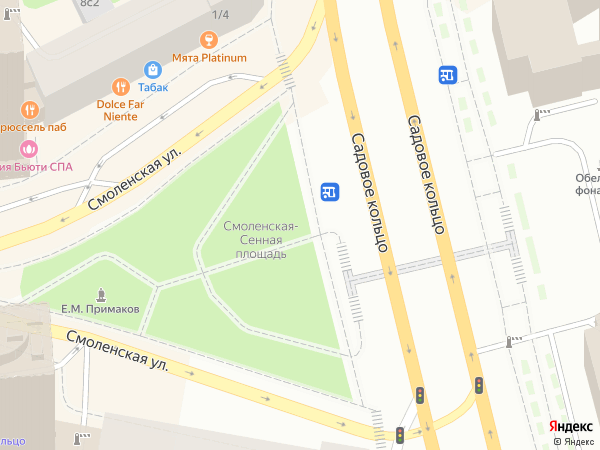 8с2
1/4
Мята Platinum
Табак
Dolce Far
Niente
рюссель паб
ия Бьюти СПА
Смоленская ул.
Садовое кольцо
Садовое кольцо
Обел
фона
Смоленская-
Сенная
площадь
Е.М. Примаков
Смоленская ул.
льцо
Яндекс
© Яндекс